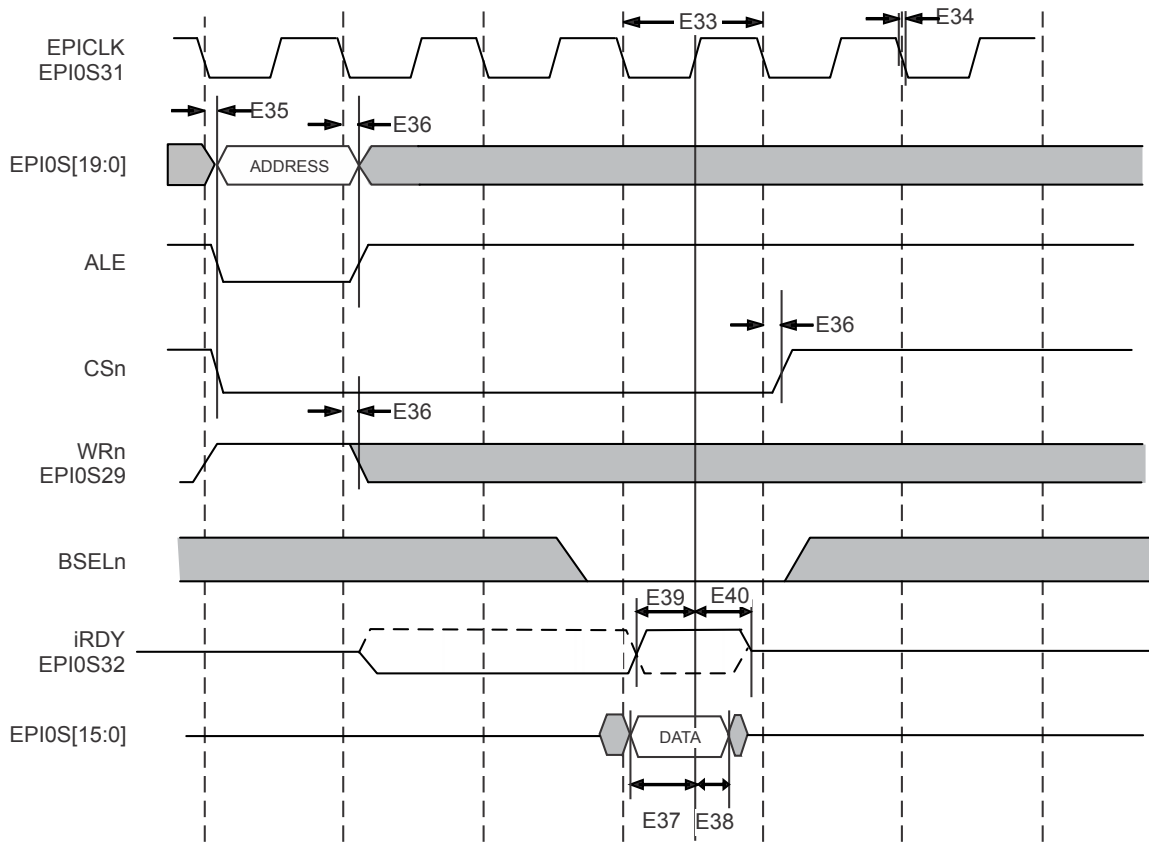 E33
E34
EPICLK
EPI0S31
E35
E36
EPI0S[19:0]
ADDRESS
ALE
E36
CSn
E36
WRn
EPI0S29
BSELn
E39
E40
iRDY
EPI0S32
EPI0S[15:0]
DATA
E37
E38